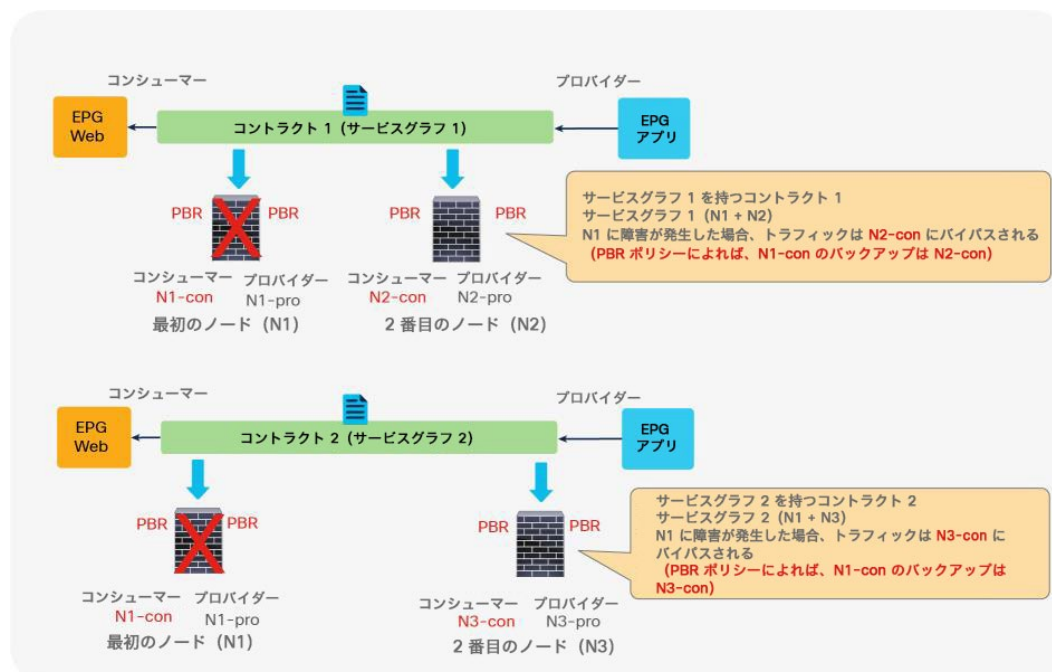 コンシューマー
プロバイダー
EPG
Web
コントラクト 1（サービスグラフ 1）
EPG
アプリ
PBR
PBR
PBR
PBR
サービスグラフ 1 を持つコントラクト 1
サービスグラフ 1（N1 + N2）
N1 に障害が発生した場合、トラフィックは N2-con にバイパスされる
（PBR ポリシーによれば、N1-con のバックアップは N2-con）
コンシューマー
N1-con
プロバイダー
N1-pro
最初のノード（N1）
コンシューマー
N2-con
プロバイダー
N2-pro
2 番目のノード（N2）
コンシューマー
プロバイダー
EPG
Web
コントラクト 2（サービスグラフ 2）
EPG
アプリ
PBR
PBR
PBR
PBR
サービスグラフ 2 を持つコントラクト 2
サービスグラフ 2（N1 + N3）
N1 に障害が発生した場合、トラフィックは N3-con に
バイパスされる
（PBR ポリシーによれば、N1-con のバックアップは
N3-con）
コンシューマー
N1-con
プロバイダー
N1-pro
最初のノード（N1）
コンシューマー
N3-con
プロバイダー
N3-pro
2 番目のノード（N3）